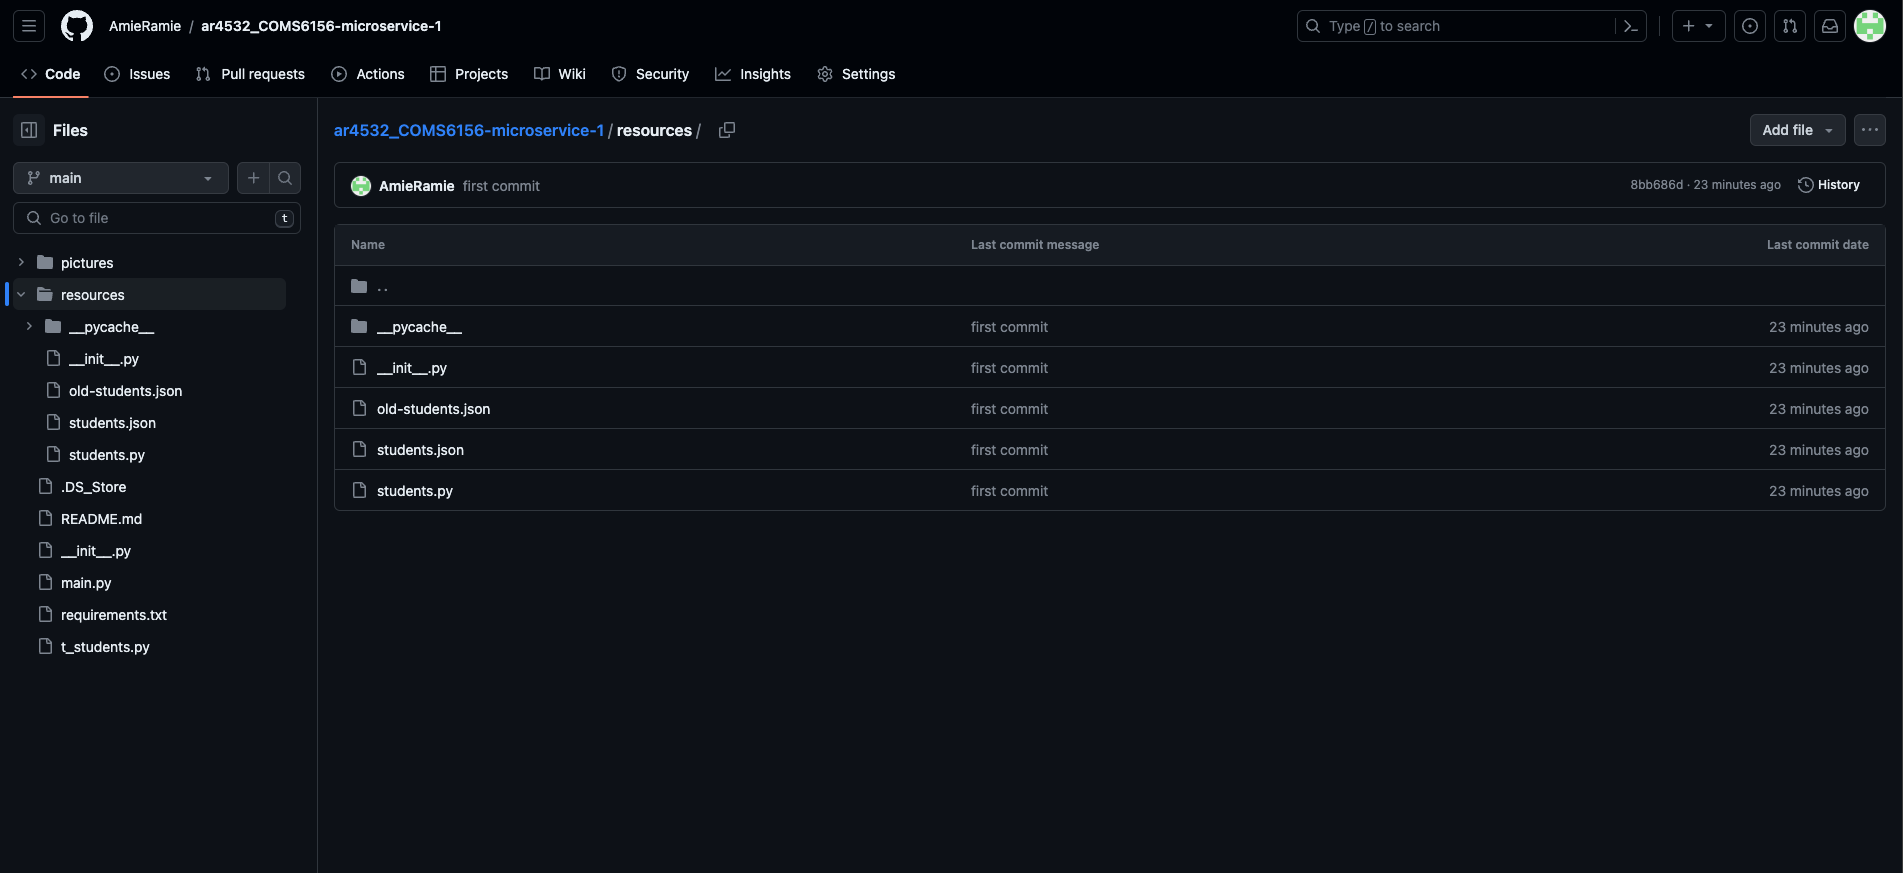 AmieRamie / ar4532_COMS6156-microservice-1
Type / to search
Code Issues Pull requests Actions Projects Wiki Security Insights Settings
Files
main
Go to file t
pictures
resources
__pycache__
__init__.py
old-students.json
students.json
students.py
.DS_Store
README.md
__init__.py
main.py
requirements.txt
t_students.py
ar4532_COMS6156-microservice-1 / resources /
Add file
AmieRamie first commit 8bb686d · 23 minutes ago History
Name Last commit message Last commit date
..
__pycache__ first commit 23 minutes ago
__init__.py first commit 23 minutes ago
old-students.json first commit 23 minutes ago
students.json first commit 23 minutes ago
students.py first commit 23 minutes ago